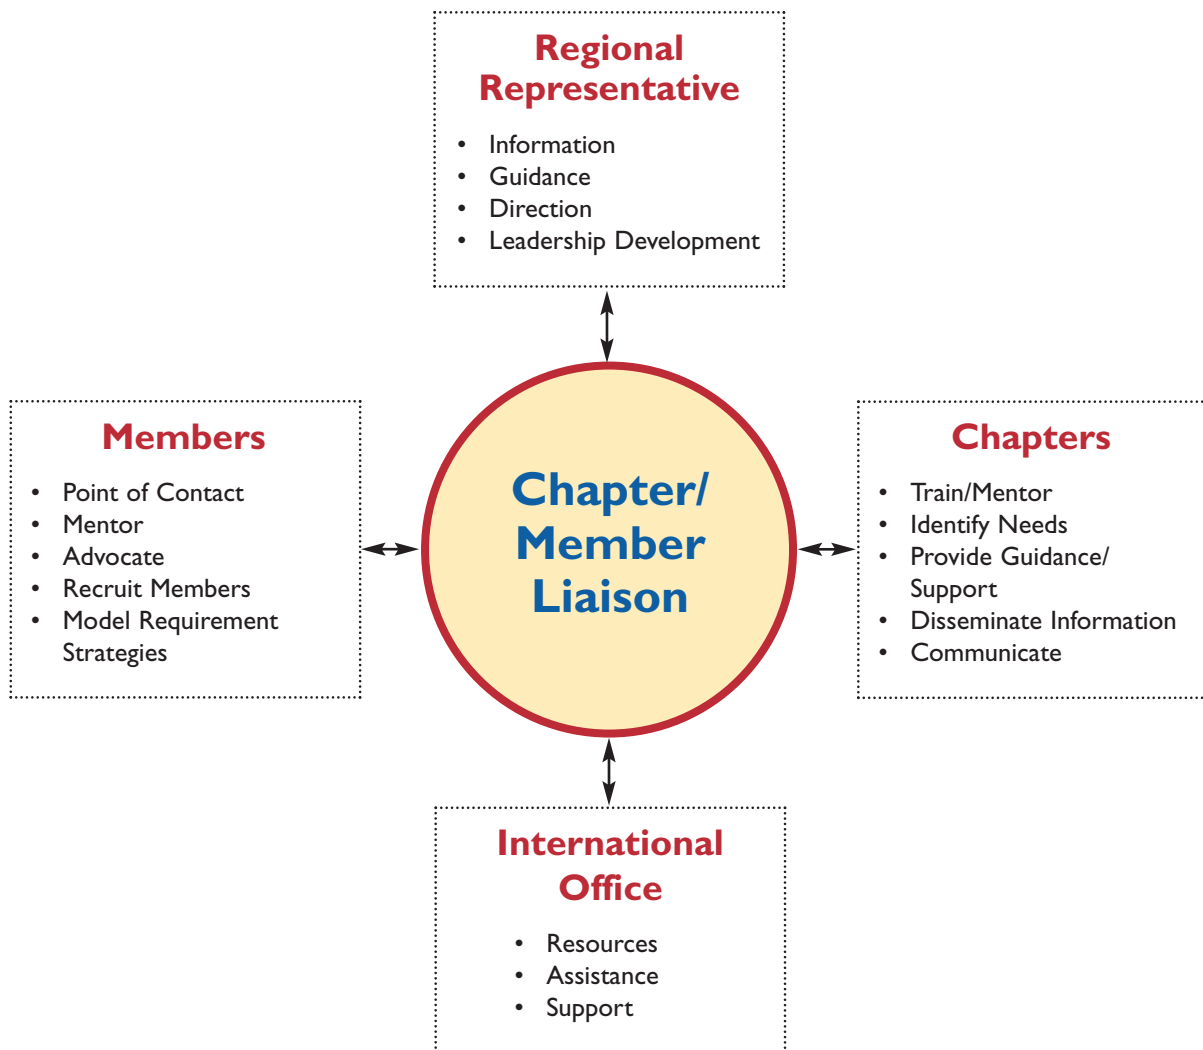 Regional
Representative
• Information
• Guidance
• Direction
• Leadership Development
Members
• Point of Contact
• Mentor
• Advocate
• Recruit Members
• Model Requirement
Strategies
Chapter/
Member
Liaison
Chapters
• Train/Mentor
• Identify Needs
• Provide Guidance/
Support
• Disseminate Information
• Communicate
International
Office
• Resources
• Assistance
• Support